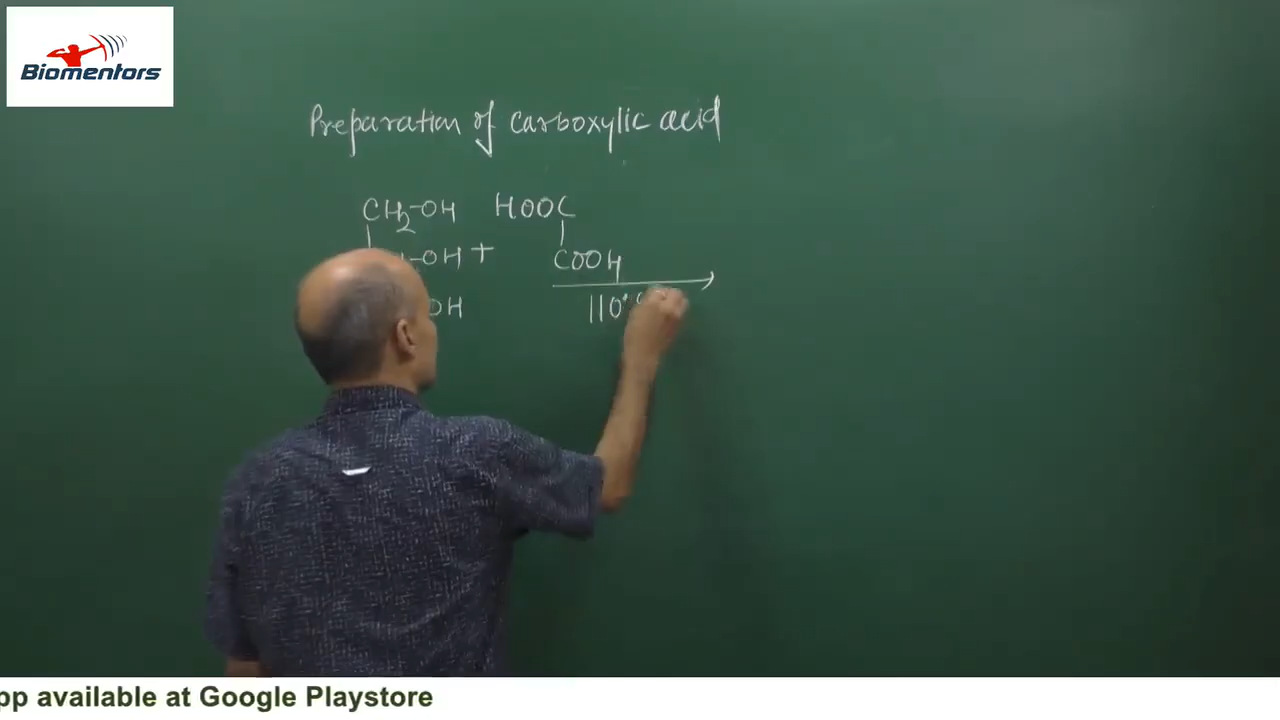 Biomentors
Preparation of carboxylic acid
CH2-OH HOOC
-OH + COOH
OH 110°
pp available at Google Playstore